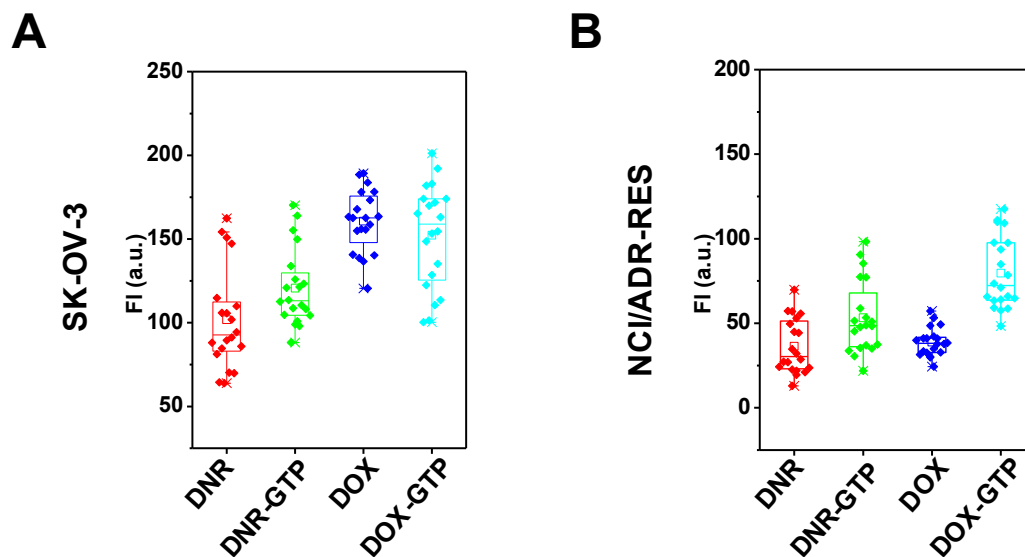 A
SK-OV-3
FI (a.u.)
250
200
150
100
50
DNR
DNR-GTP
DOX
DOX-GTP
B
NCI/ADR-RES
FI (a.u.)
200
150
100
50
0
DNR
DNR-GTP
DOX
DOX-GTP